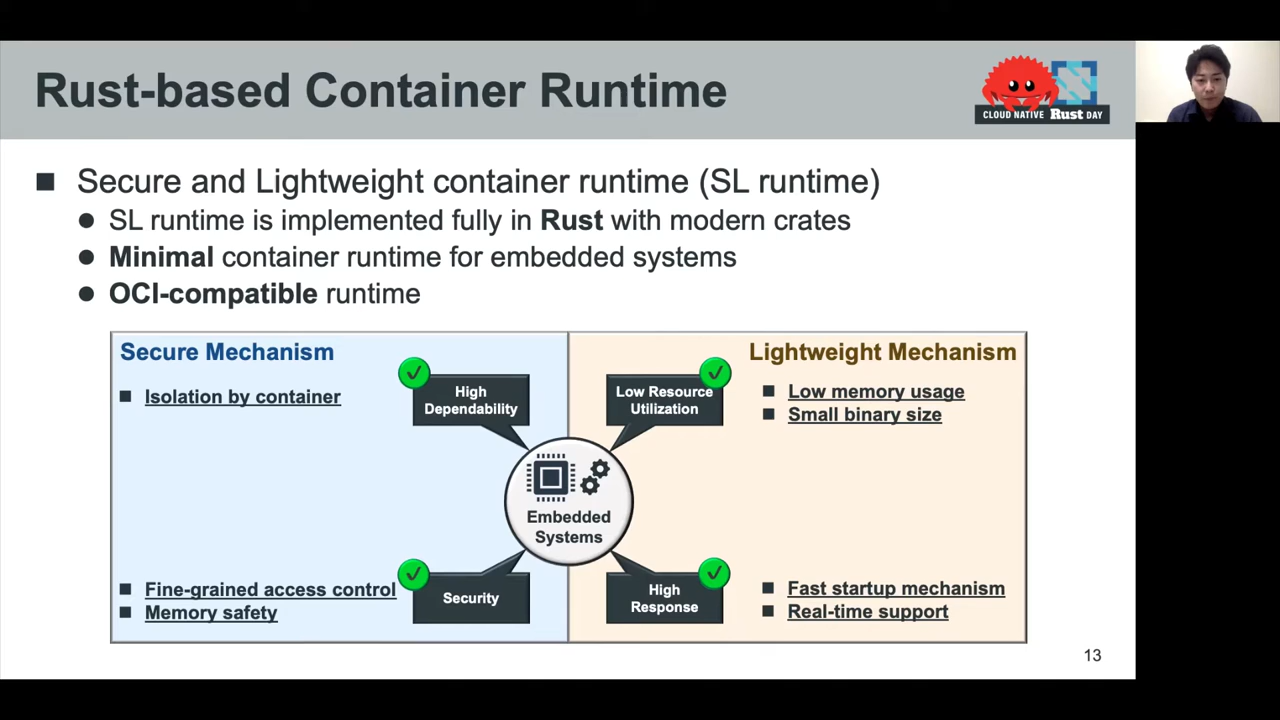 Rust-based Container Runtime
CLOUD NATIVE Rust DAY
Secure and Lightweight container runtime (SL runtime)
SL runtime is implemented fully in Rust with modern crates
Minimal container runtime for embedded systems
OCI-compatible runtime
Secure Mechanism
Isolation by container
High
Dependability
Fine-grained access control
Memory safety
Security
Embedded
Systems
Lightweight Mechanism
Low Resource
Utilization
Low memory usage
Small binary size
High
Response
Fast startup mechanism
Real-time support
13